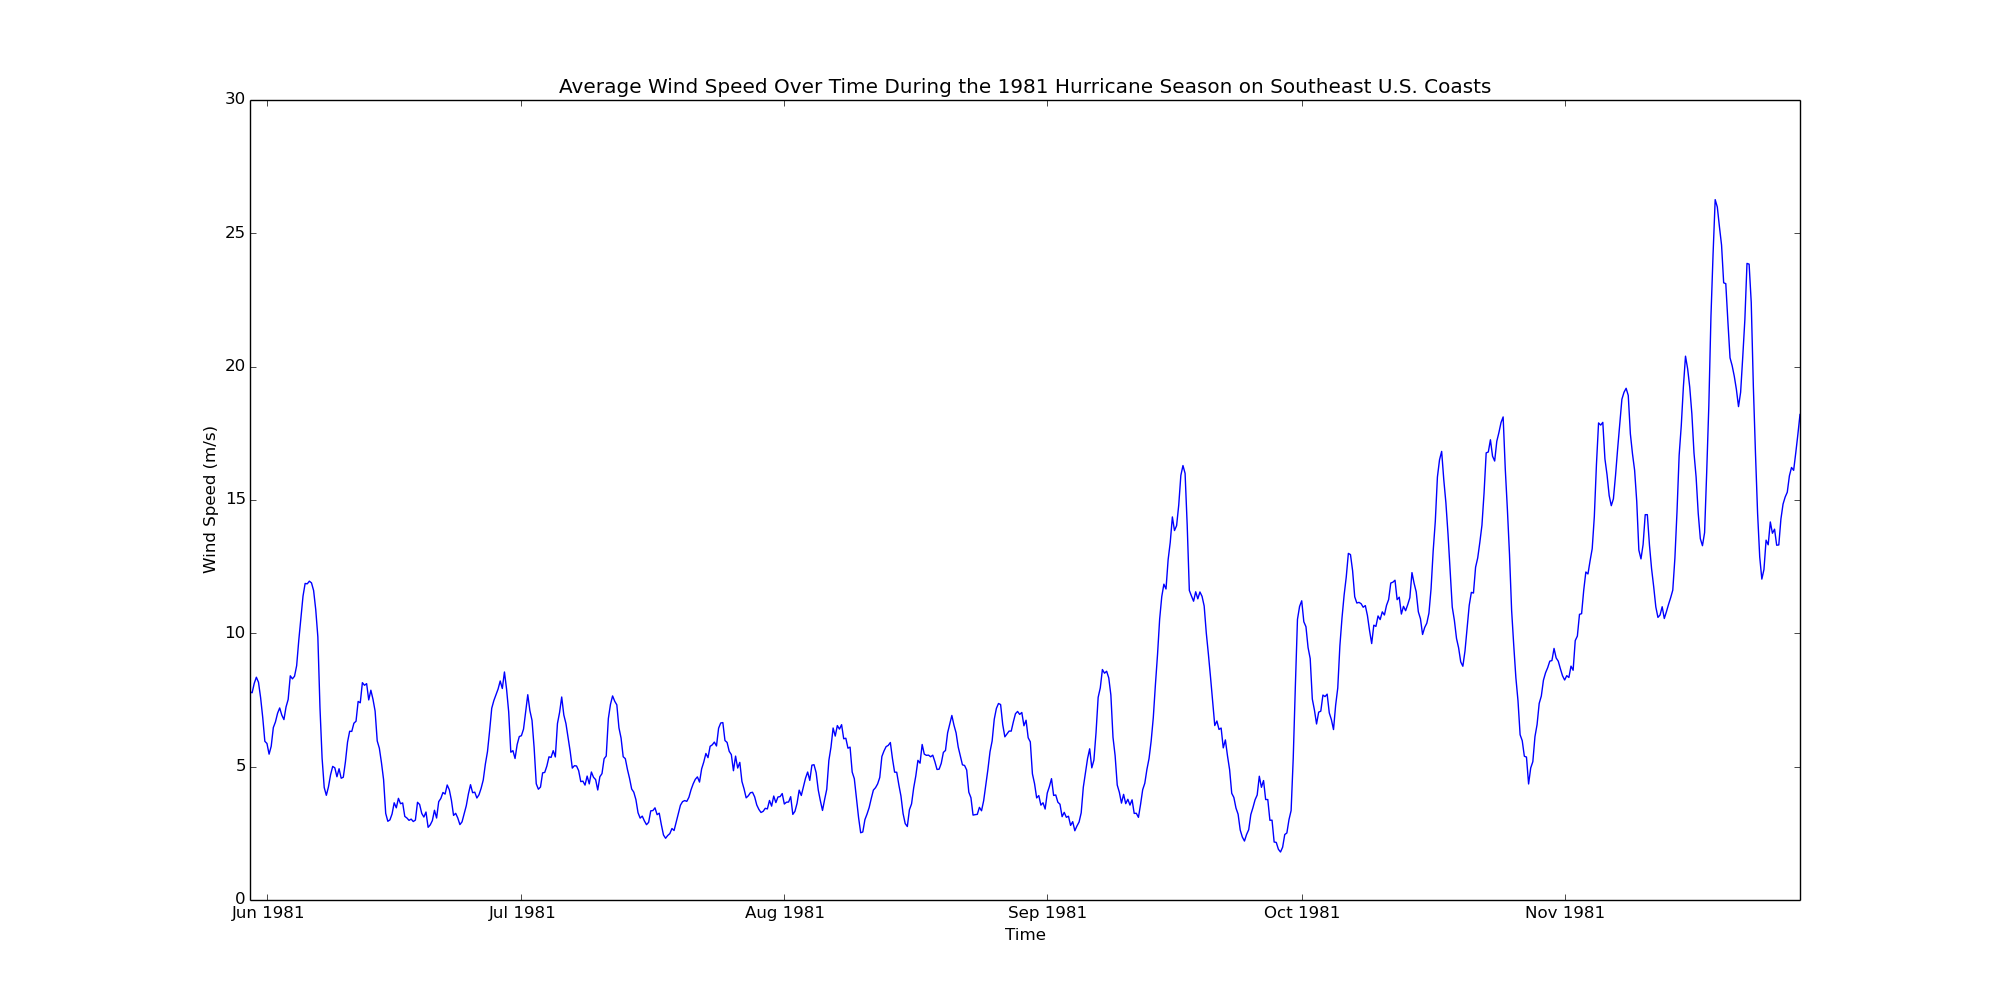 Average Wind Speed Over Time During the 1981 Hurricane Season on Southeast U.S. Coasts
30
25
20
15
10
5
0
Wind Speed (m/s)
Jun 1981 Jul 1981 Aug 1981 Sep 1981 Oct 1981 Nov 1981
Time